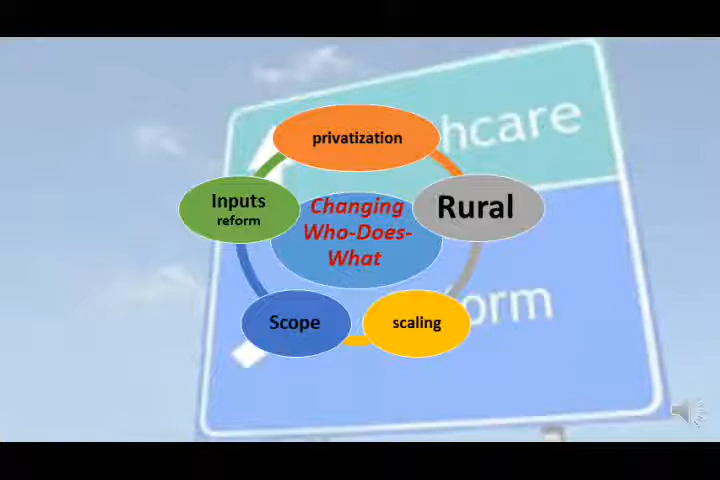 privatization
hcare
Inputs
reform
Changing
Who-Does-
What
Rural
Scope
scaling
orm